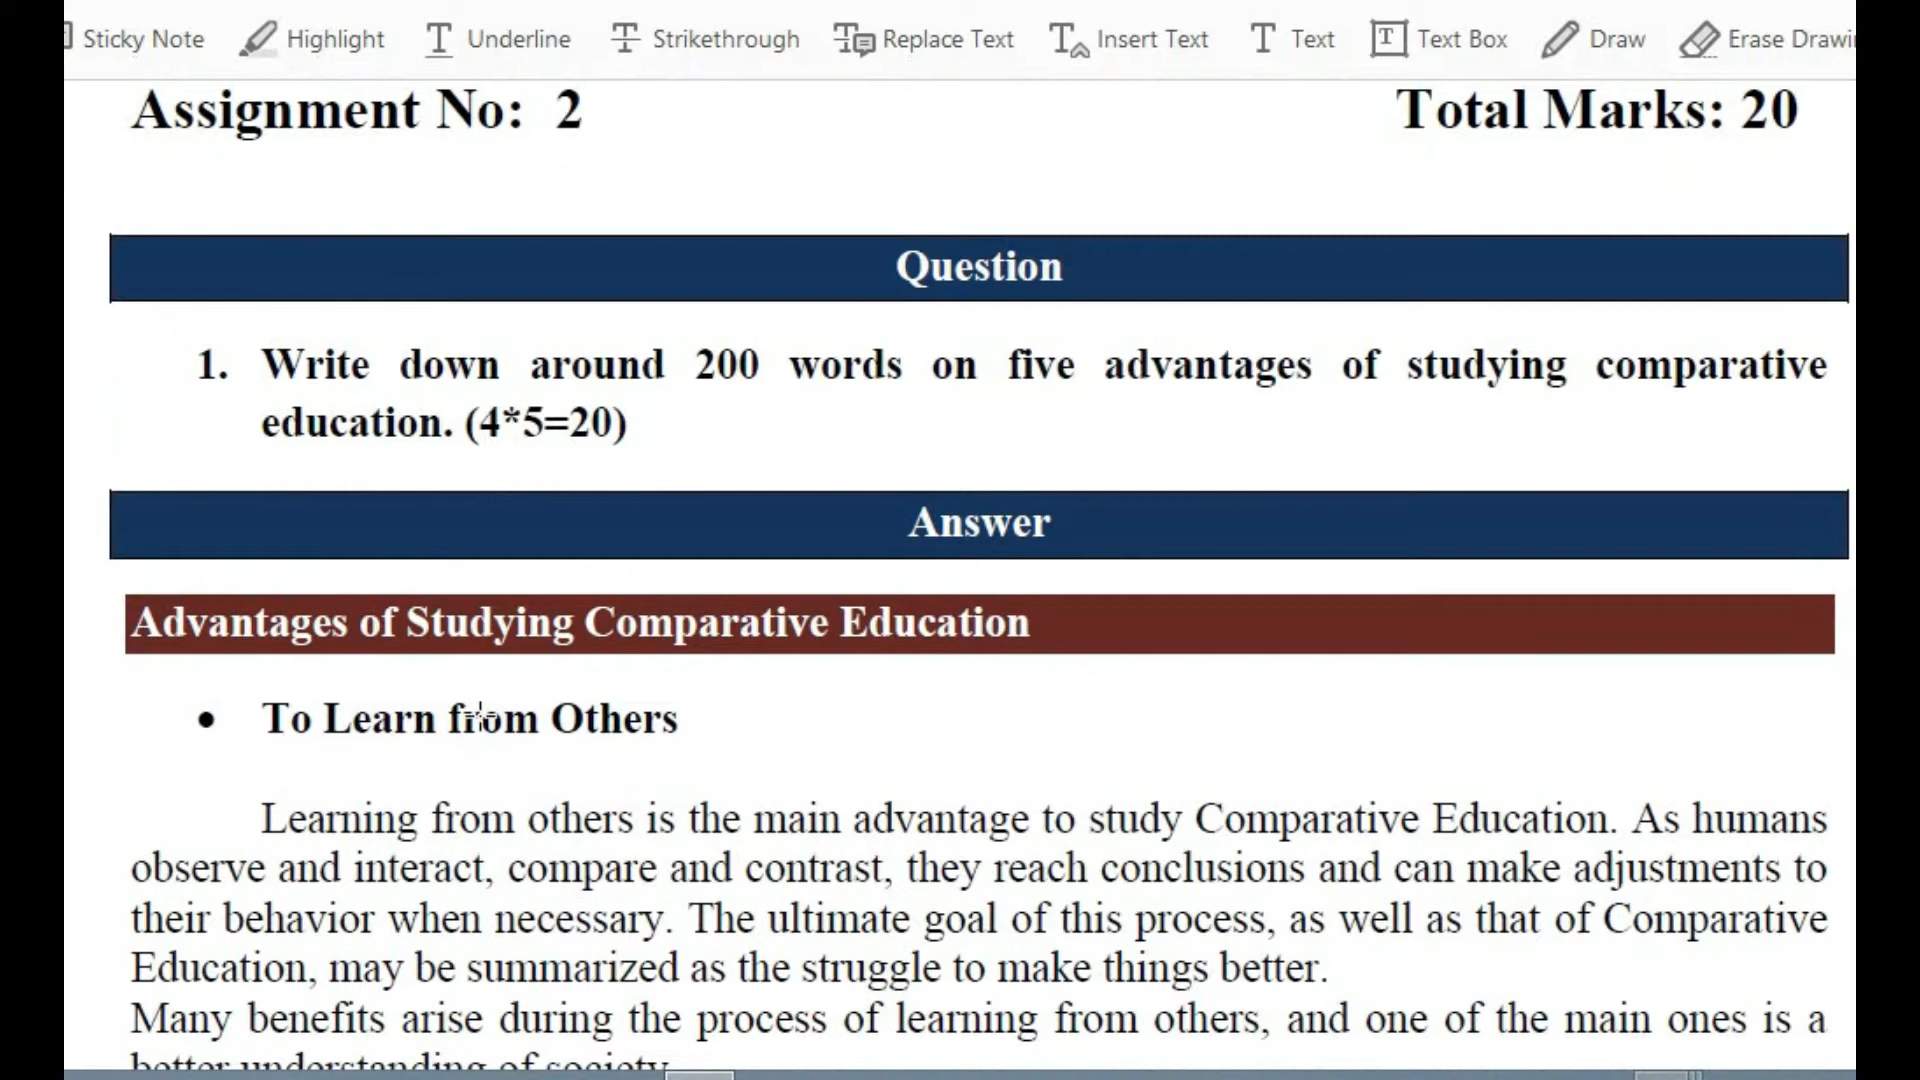 Sticky Note Highlight Underline Strikethrough Replace Text Insert Text Text Text Box Draw Erase Drawi
Assignment No: 2 Total Marks: 20
Question
1. Write down around 200 words on five advantages of studying comparative
education. (4*5=20)
Answer
Advantages of Studying Comparative Education
• To Learn from Others
Learning from others is the main advantage to study Comparative Education. As humans
observe and interact, compare and contrast, they reach conclusions and can make adjustments to
their behavior when necessary. The ultimate goal of this process, as well as that of Comparative
Education, may be summarized as the struggle to make things better.
Many benefits arise during the process of learning from others, and one of the main ones is a
better understanding of society.